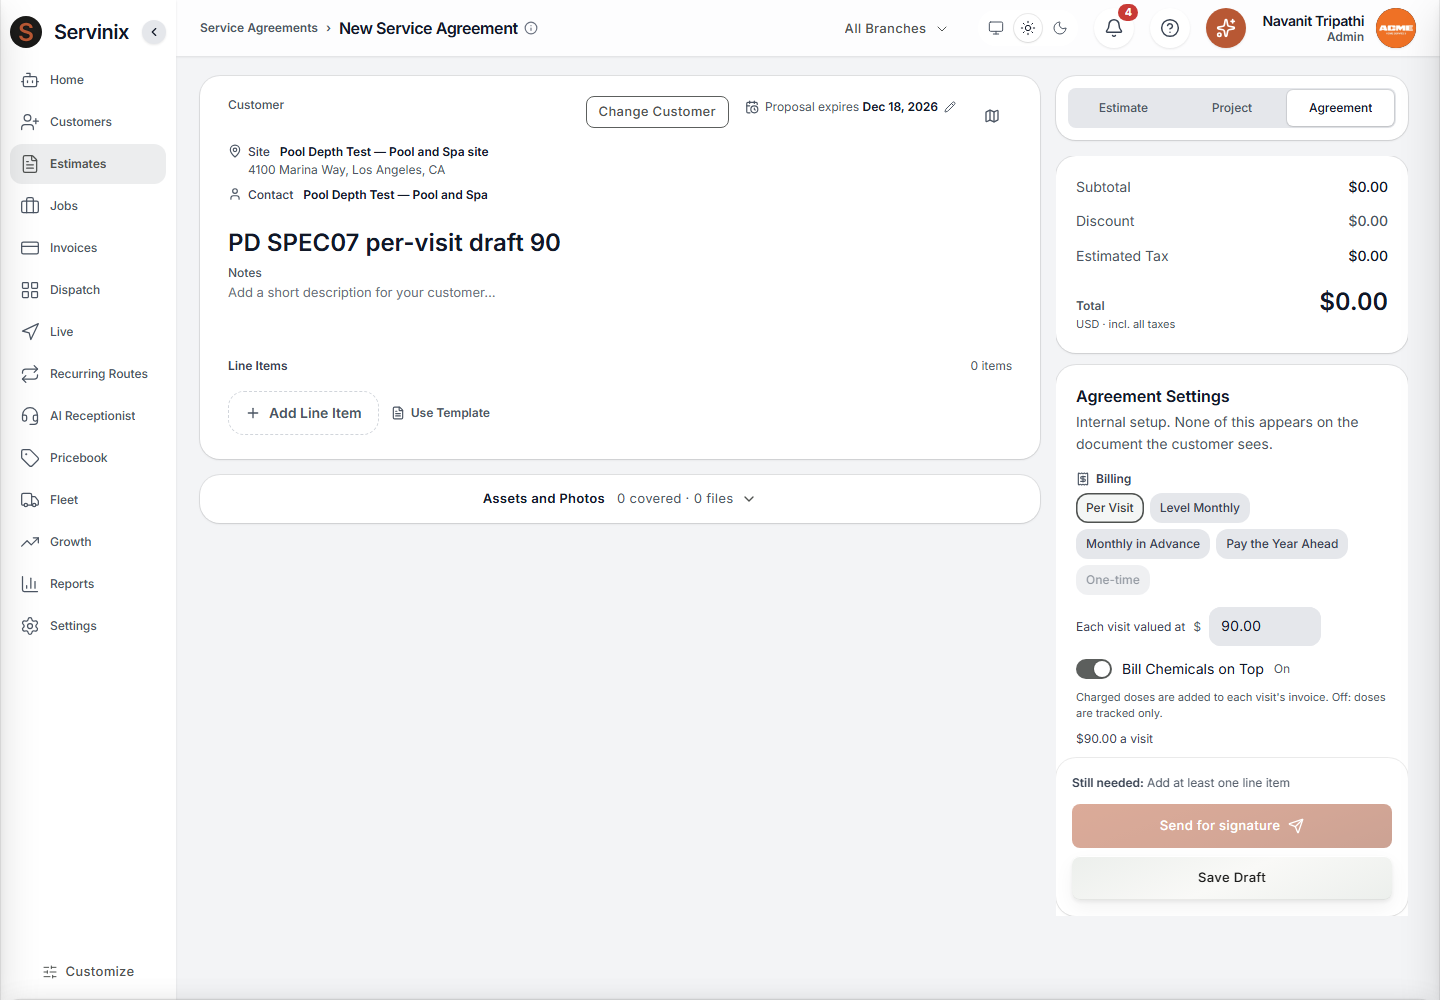 S Servinix
Home
Customers
Estimates
Jobs
Invoices
Dispatch
Live
Recurring Routes
AI Receptionist
Pricebook
Fleet
Growth
Reports
Settings
Customize
Service Agreements › New Service Agreement
All Branches
4
Navanit Tripathi
Admin
ACME
Customer
Change Customer
Proposal expires Dec 18, 2026
Site Pool Depth Test — Pool and Spa site
4100 Marina Way, Los Angeles, CA
Contact Pool Depth Test — Pool and Spa
PD SPEC07 per-visit draft 90
Notes
Add a short description for your customer...
Line Items 0 items
+ Add Line Item Use Template
Assets and Photos 0 covered · 0 files
Estimate Project Agreement
Subtotal $0.00
Discount $0.00
Estimated Tax $0.00
Total $0.00
USD · incl. all taxes
Agreement Settings
Internal setup. None of this appears on the
document the customer sees.
Billing
Per Visit Level Monthly
Monthly in Advance Pay the Year Ahead
One-time
Each visit valued at $ 90.00
Bill Chemicals on Top On
Charged doses are added to each visit's invoice. Off: doses
are tracked only.
$90.00 a visit
Still needed: Add at least one line item
Send for signature
Save Draft